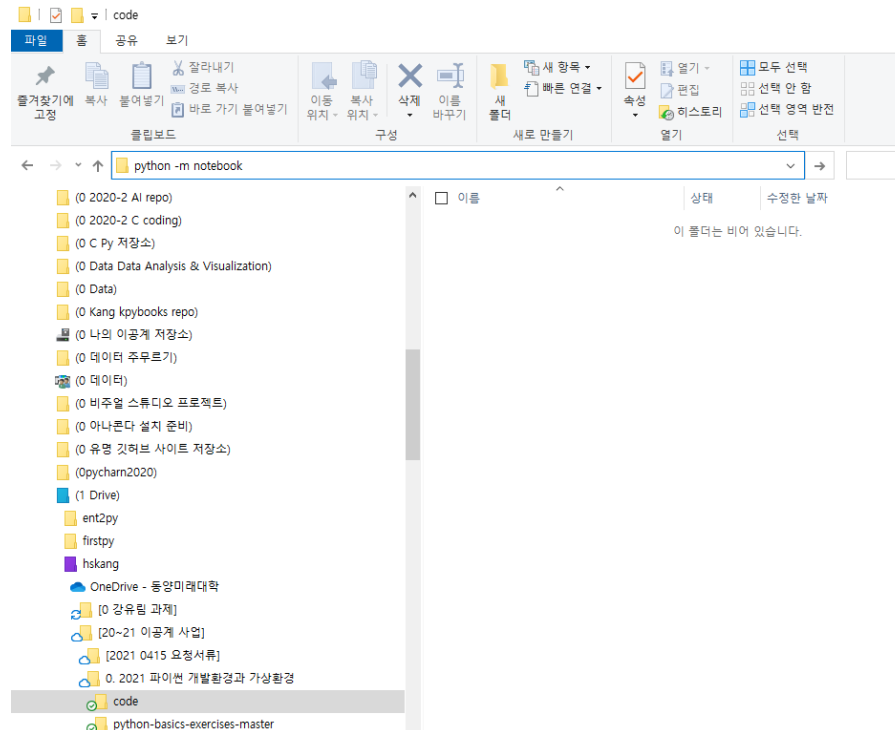 code
파일 홈 공유 보기
즐겨찾기에 고정
복사
붙여넣기
잘라내기
경로 복사
바로 가기 붙여넣기
클립보드
이동 위치
복사 위치
삭제
이름 바꾸기
구성
새 폴더
새 항목
빠른 연결
새로 만들기
속성
열기
편집
히스토리
열기
모두 선택
선택 안 함
선택 영역 반전
선택
python -m notebook
(0 2020-2 AI repo)
(0 2020-2 C coding)
(0 C Py 저장소)
(0 Data Data Analysis & Visualization)
(0 Data)
(0 Kang kpybooks repo)
(0 나의 이공계 저장소)
(0 데이터 주무르기)
(0 데이터)
(0 비주얼 스튜디오 프로젝트)
(0 아나콘다 설치 준비)
(0 유명 깃허브 사이트 저장소)
(0pycharn2020)
(1 Drive)
ent2py
firstpy
hskang
OneDrive - 동양미래대학
[0 강유림 과제]
[20~21 이공계 사업]
[2021 0415 요청서류]
0. 2021 파이썬 개발환경과 가상환경
code
python-basics-exercises-master
이름 상태 수정한 날짜
이 폴더는 비어 있습니다.